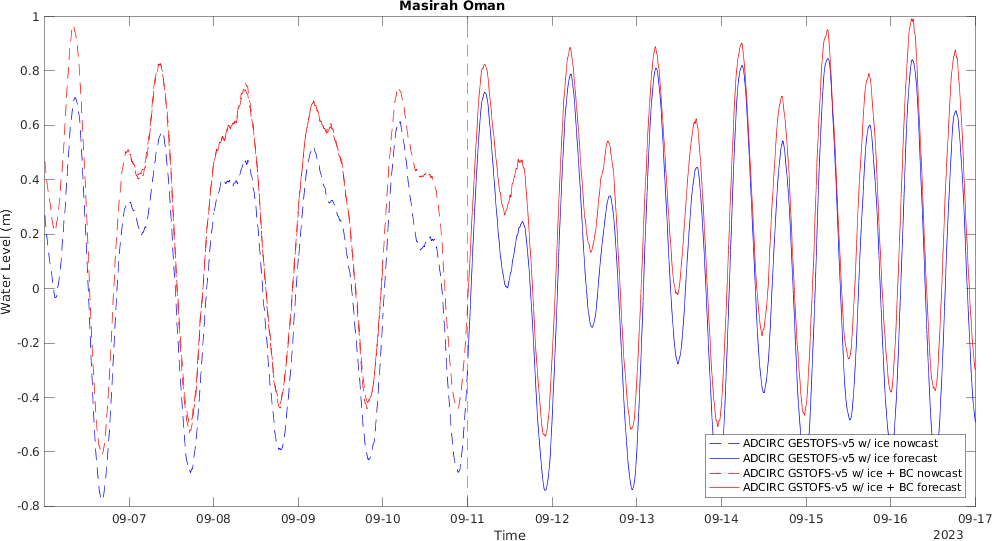 Masirah Oman
Water Level (m)
1
0.8
0.6
0.4
0.2
0
-0.2
-0.4
-0.6
-0.8
ADCIRC GESTOFS-v5 w/ ice nowcast
ADCIRC GESTOFS-v5 w/ ice forecast
ADCIRC GSTOFS-v5 w/ ice + BC nowcast
ADCIRC GSTOFS-v5 w/ ice + BC forecast
09-07 09-08 09-09 09-10 09-11 09-12 09-13 09-14 09-15 09-16 09-17
Time
2023